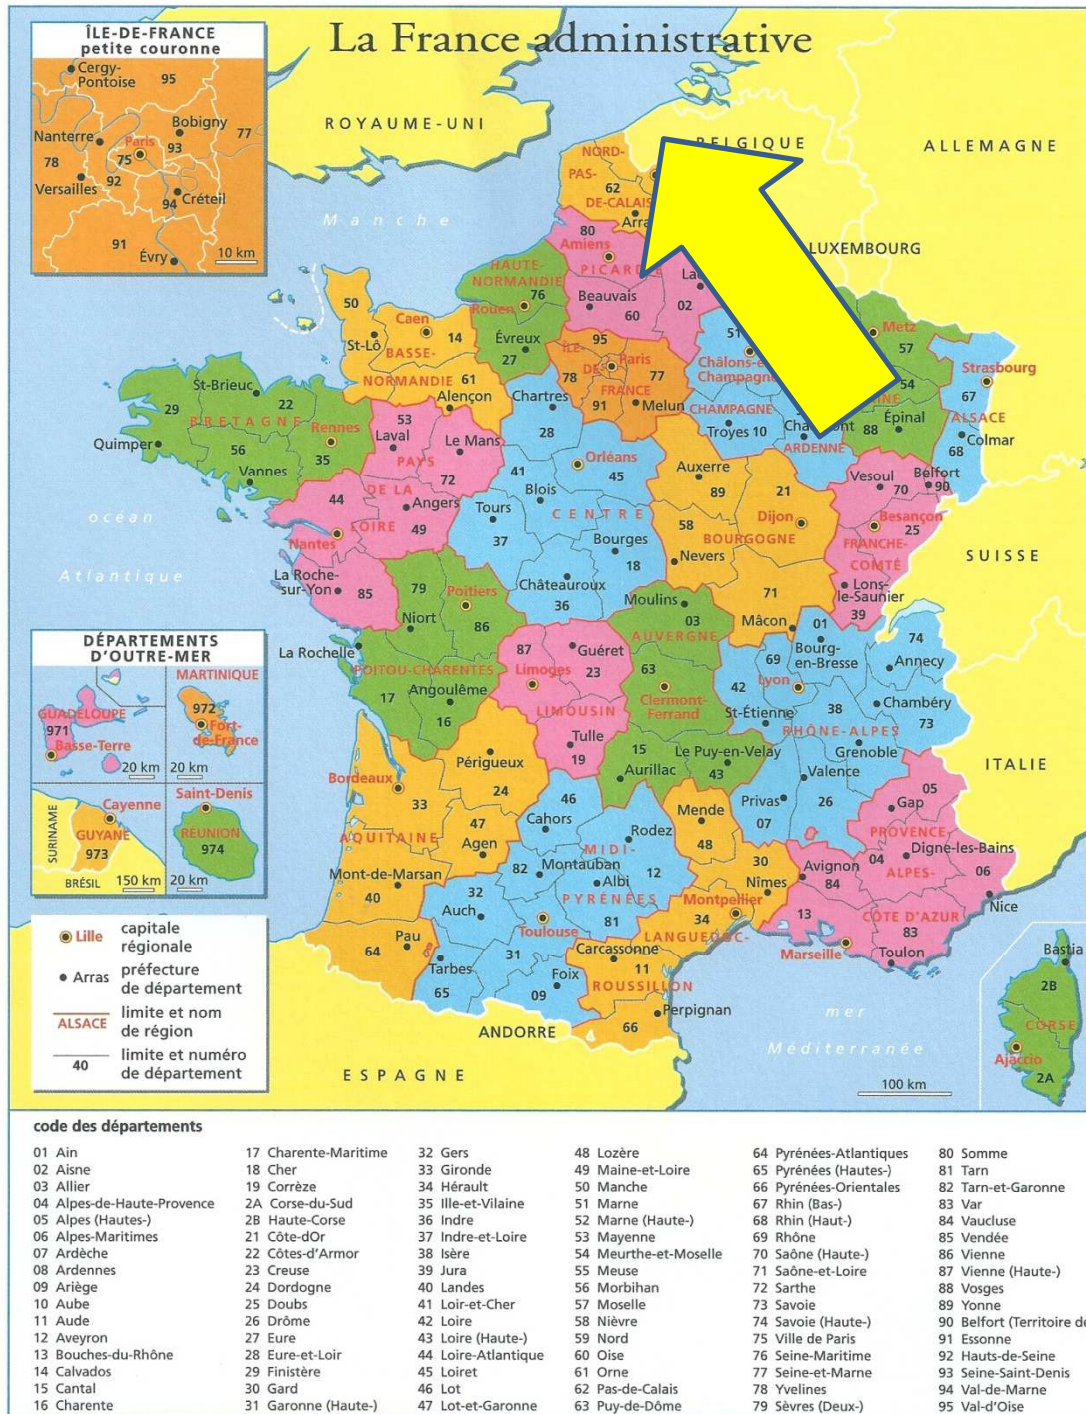 La France administrative
ÎLE-DE-FRANCE
petite couronne
Cergy-
Pontoise
95
Nanterre
Bobigny
77
Paris
93
78
75
Versailles
92
94
Créteil
91
Évry
10 km
ROYAUME-UNI
BELGIQUE
ALLEMAGNE
LUXEMBOURG
SUISSE
ITALIE
ESPAGNE
ANDORRE
Manche
océan
Atlantique
mer
Méditerranée
NORD-
PAS-
62
DE-CALAIS
80
Amiens
PICARDIE
Beauvais
60
02
HAUTE-
NORMANDIE
76
Rouen
Évreux
27
50
Caen
14
St-Lô
BASSE-
NORMANDIE
61
Alençon
95
ÎLE-
DE-
FRANCE
Paris
78
77
91
Melun
51
Châlons-e
Champagne
CHAMPAGNE
Troyes 10
ARDENNE
Metz
57
54
88
Épinal
Strasbourg
67
ALSACE
68
Colmar
St-Brieuc
29
22
BRETAGNE
Quimper
56
Rennes
Vannes
35
53
Laval
Le Mans
PAYS
72
DE LA
44
Angers
LOIRE
49
Nantes
La Roche-
sur-Yon
85
Chartres
28
Orléans
41
45
Blois
Tours
CENTRE
37
Bourges
18
Châteauroux
36
Auxerre
89
21
58
Dijon
BOURGOGNE
Nevers
71
Mâcon
Vesoul
70
Belfort
90
Besançon
25
FRANCHE-
COMTÉ
Lons-
le-Saunier
39
79
Poitiers
Niort
86
La Rochelle
POITOU-CHARENTES
17
Angoulême
16
87
Guéret
Limoges
23
LIMOUSIN
Tulle
19
Moulins
03
AUVERGNE
63
Clermont-
Ferrand
15
Le Puy-en-Velay
Aurillac
43
01
Bourg-
en-Bresse
74
69
Annecy
42
Lyon
Chambéry
St-Étienne
38
73
RHÔNE-ALPES
Grenoble
Valence
Privas
26
07
Périgueux
Bordeaux
24
33
47
AQUITAINE
Agen
Mont-de-Marsan
40
64
Pau
46
Cahors
Rodez
MIDI-
82
Montauban
12
32
Albi
PYRÉNÉES
Auch
81
Toulouse
31
Tarbes
Foix
65
09
Mende
48
30
Nîmes
Montpellier
34
LANGUEDOC-
Carcassonne
11
ROUSSILLON
Perpignan
66
05
Gap
PROVENCE
Digne-les-Bains
Avignon
04
84
ALPES-
06
Nice
13
CÔTE D'AZUR
83
Marseille
Toulon
Bastia
2B
CORSE
Ajaccio
2A
100 km
DÉPARTEMENTS
D'OUTRE-MER
MARTINIQUE
972
GUADELOUPE
971
Fort-
de-France
Basse-Terre
20 km
20 km
Cayenne
Saint-Denis
SURINAME
GUYANE
973
RÉUNION
974
BRÉSIL
150 km
20 km
Lille
capitale
régionale
Arras
préfecture
de département
ALSACE
limite et nom
de région
40
limite et numéro
de département
code des départements
01 Ain
02 Aisne
03 Allier
04 Alpes-de-Haute-Provence
05 Alpes (Hautes-)
06 Alpes-Maritimes
07 Ardèche
08 Ardennes
09 Ariège
10 Aube
11 Aude
12 Aveyron
13 Bouches-du-Rhône
14 Calvados
15 Cantal
16 Charente
17 Charente-Maritime
18 Cher
19 Corrèze
2A Corse-du-Sud
2B Haute-Corse
21 Côte-dOr
22 Côtes-d'Armor
23 Creuse
24 Dordogne
25 Doubs
26 Drôme
27 Eure
28 Eure-et-Loir
29 Finistère
30 Gard
31 Garonne (Haute-)
32 Gers
33 Gironde
34 Hérault
35 Ille-et-Vilaine
36 Indre
37 Indre-et-Loire
38 Isère
39 Jura
40 Landes
41 Loir-et-Cher
42 Loire
43 Loire (Haute-)
44 Loire-Atlantique
45 Loiret
46 Lot
47 Lot-et-Garonne
48 Lozère
49 Maine-et-Loire
50 Manche
51 Marne
52 Marne (Haute-)
53 Mayenne
54 Meurthe-et-Moselle
55 Meuse
56 Morbihan
57 Moselle
58 Nièvre
59 Nord
60 Oise
61 Orne
62 Pas-de-Calais
63 Puy-de-Dôme
64 Pyrénées-Atlantiques
65 Pyrénées (Hautes-)
66 Pyrénées-Orientales
67 Rhin (Bas-)
68 Rhin (Haut-)
69 Rhône
70 Saône (Haute-)
71 Saône-et-Loire
72 Sarthe
73 Savoie
74 Savoie (Haute-)
75 Ville de Paris
76 Seine-Maritime
77 Seine-et-Marne
78 Yvelines
79 Sèvres (Deux-)
80 Somme
81 Tarn
82 Tarn-et-Garonne
83 Var
84 Vaucluse
85 Vendée
86 Vienne
87 Vienne (Haute-)
88 Vosges
89 Yonne
90 Belfort (Territoire de
91 Essonne
92 Hauts-de-Seine
93 Seine-Saint-Denis
94 Val-de-Marne
95 Val-d'Oise